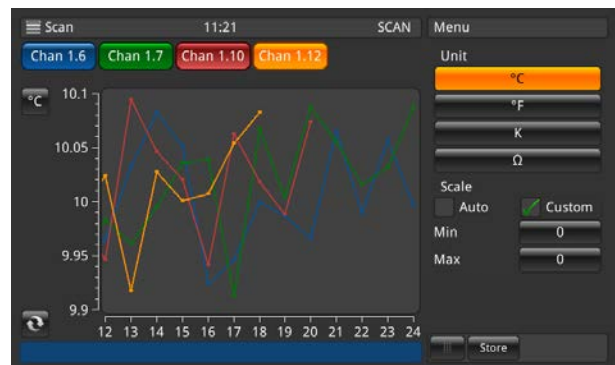 Scan 11:21 SCAN Menu
Chan 1.6 Chan 1.7 Chan 1.10 Chan 1.12
Unit
°C
°F
K
Ω
Scale
Auto Custom
Min 0
Max 0
Store
°C
10.1
10.05
10
9.95
9.9
12 13 14 15 16 17 18 19 20 21 22 23 24